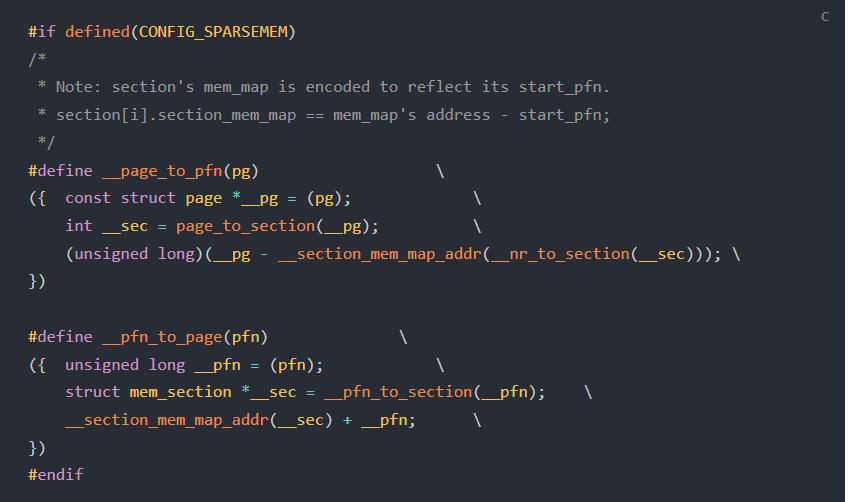 C
#if defined(CONFIG_SPARSEMEM)
/*
 * Note: section's mem_map is encoded to reflect its start_pfn.
 * section[i].section_mem_map == mem_map's address - start_pfn;
 */
#define __page_to_pfn(pg)                    \
({  const struct page *__pg = (pg);             \
    int __sec = page_to_section(__pg);          \
    (unsigned long)(__pg - __section_mem_map_addr(__nr_to_section(__sec))); \
})

#define __pfn_to_page(pfn)              \
({  unsigned long __pfn = (pfn);            \
    struct mem_section *__sec = __pfn_to_section(__pfn);    \
    __section_mem_map_addr(__sec) + __pfn;      \
})
#endif